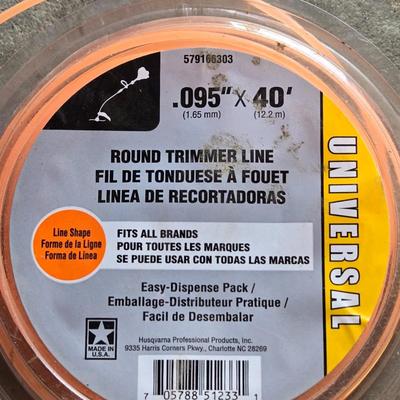 579166303
.095" X 40'
(1.65 mm) (12.2 m)
ROUND TRIMMER LINE
FIL DE TONDUESE À FOUET
LINEA DE RECORTADORAS
UNIVERSAL
Line Shape
Forme de la Ligne
Forma de Linea
FITS ALL BRANDS
POUR TOUTES LES MARQUES
SE PUEDE USAR CON TODAS LAS MARCAS
Easy-Dispense Pack /
Emballage-Distributeur Pratique /
Facil de Desembalar
MADE IN
U.S.A.
Husqvarna Professional Products, Inc.
9335 Harris Corners Pkwy., Charlotte NC 28269
7 05788 51233 1